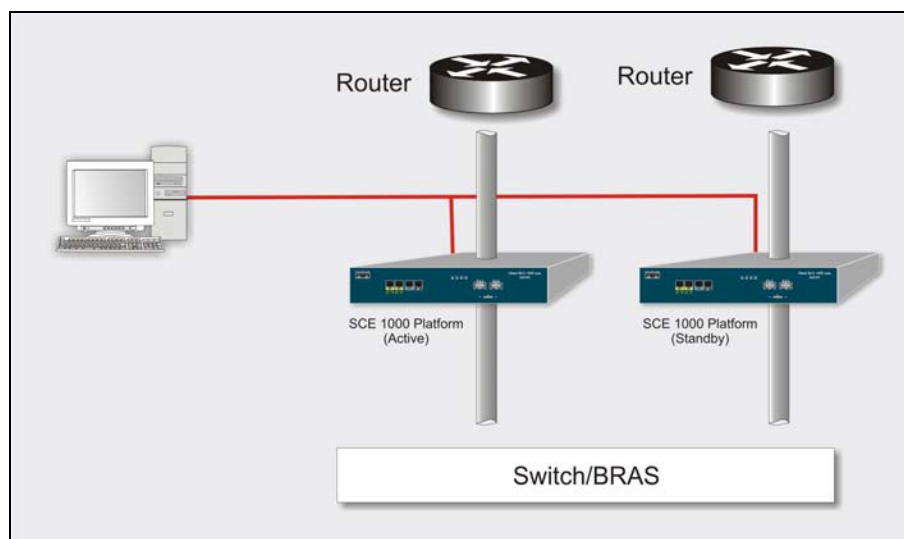 Router
Router
SCE 1000 Platform
(Active)
SCE 1000 Platform
(Standby)
Switch/BRAS